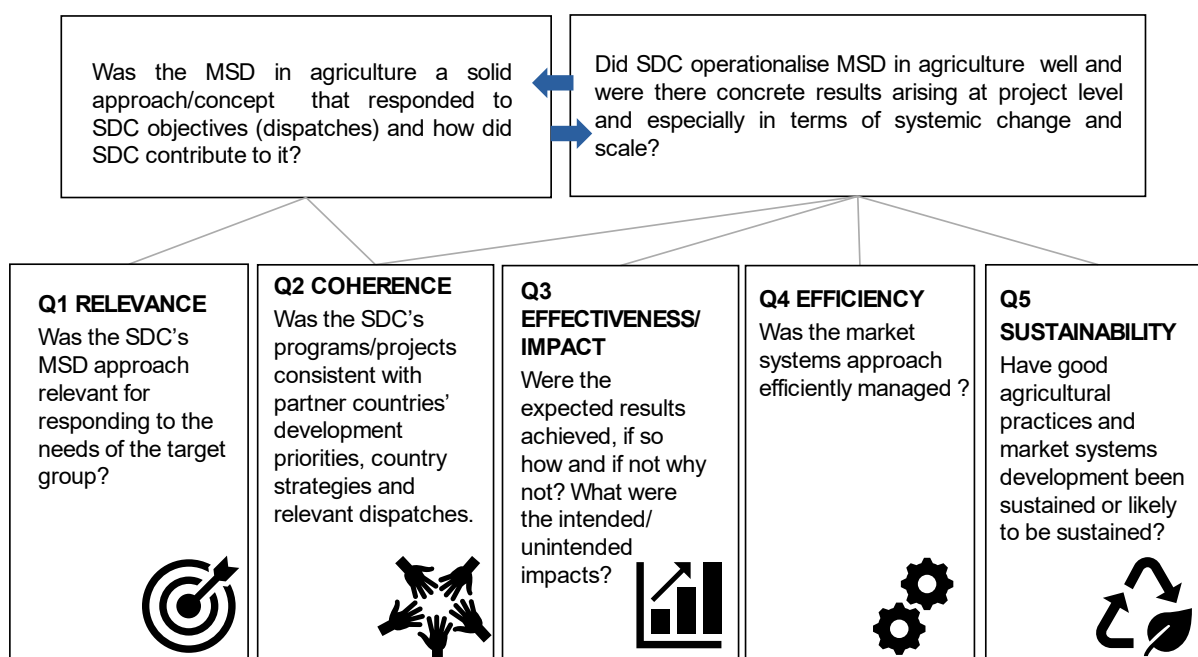 Was the MSD in agriculture a solid
approach/concept that responded to
SDC objectives (dispatches) and how did
SDC contribute to it?
Did SDC operationalise MSD in agriculture well and
were there concrete results arising at project level
and especially in terms of systemic change and
scale?
Q1 RELEVANCE
Was the SDC’s
MSD approach
relevant for
responding to the
needs of the target
group?
Q2 COHERENCE
Was the SDC’s
programs/projects
consistent with
partner countries’
development
priorities, country
strategies and
relevant dispatches.
Q3
EFFECTIVENESS/
IMPACT
Were the
expected results
achieved, if so
how and if not why
not? What were
the intended/
unintended
impacts?
Q4 EFFICIENCY
Was the market
systems approach
efficiently managed ?
Q5
SUSTAINABILITY
Have good
agricultural
practices and
market systems
development been
sustained or likely
to be sustained?